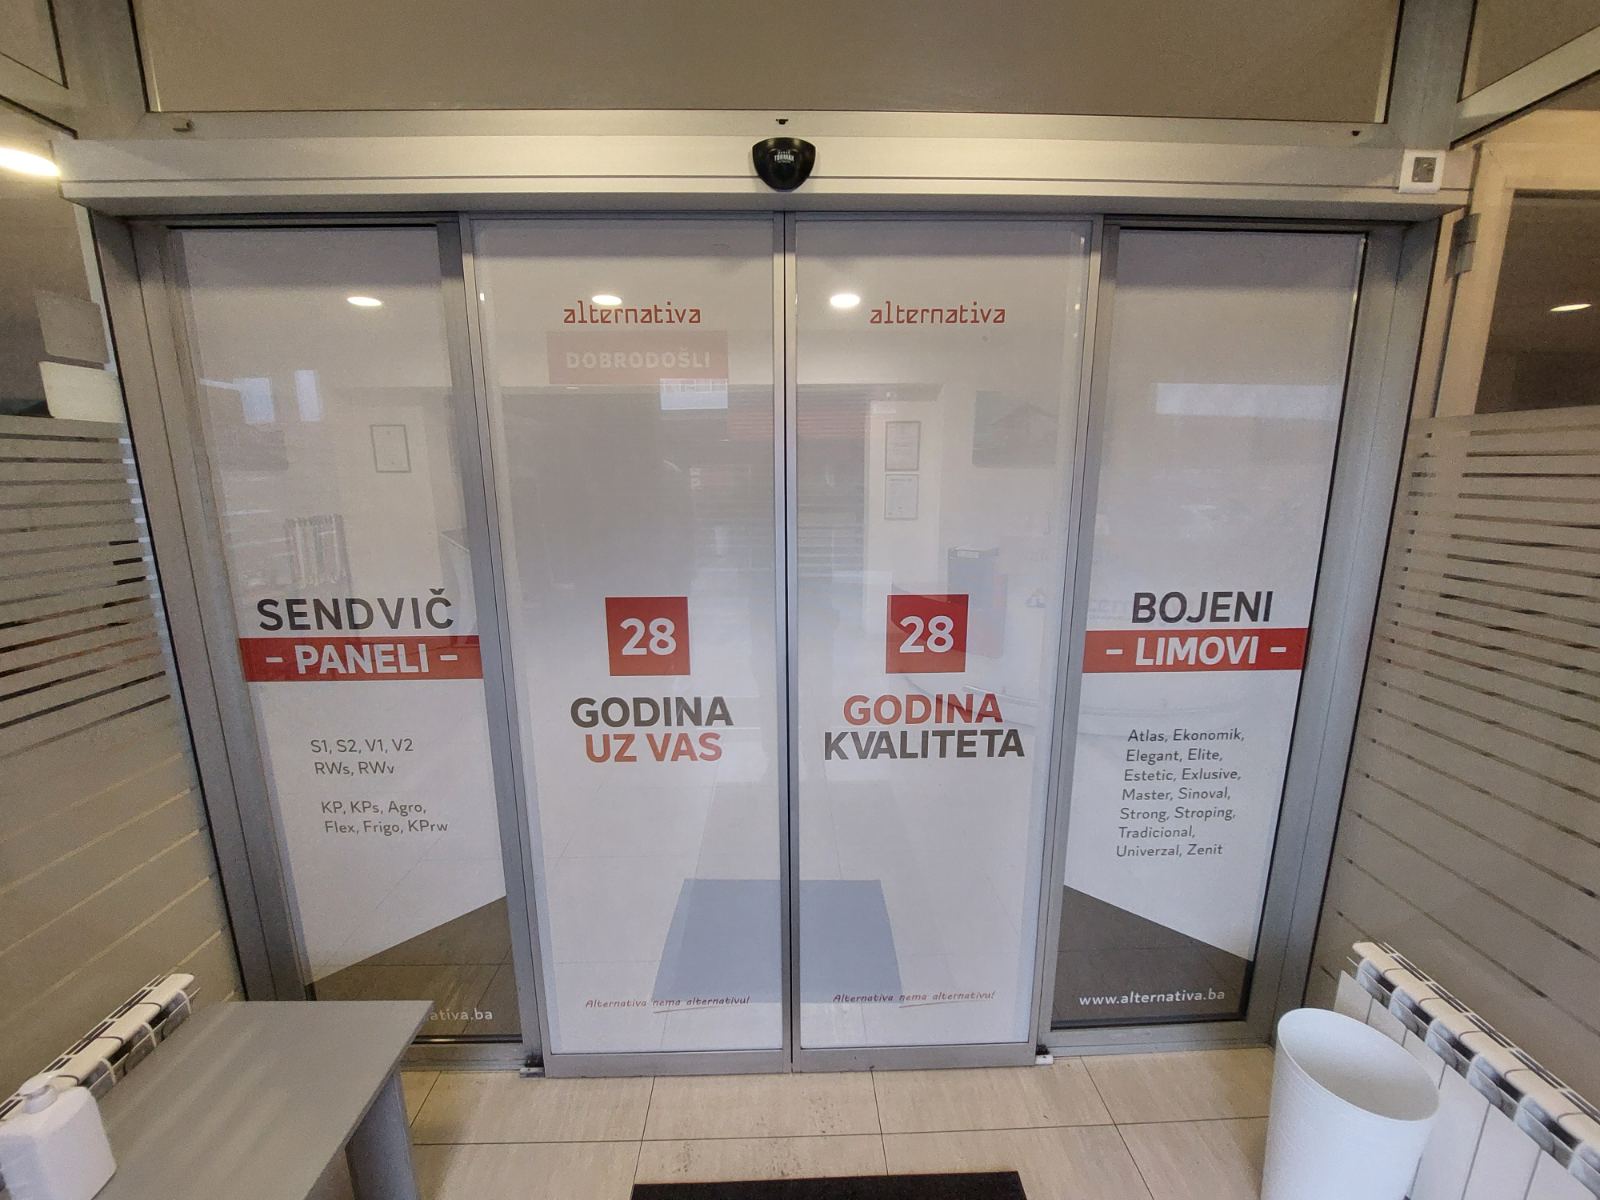 alternativa
DOBRODOŠLI
alternativa
SENDVIČ
- PANELI -
S1, S2, V1, V2
RWs, RWv
KP, KPs, Agro,
Flex, Frigo, KPrw
ativa.ba
28
GODINA
UZ VAS
Alternativa nema alternativu!
28
GODINA
KVALITETA
Alternativa nema alternativu!
BOJENI
- LIMOVI -
Atlas, Ekonomik,
Elegant, Elite,
Estetic, Exlusive,
Master, Sinoval,
Strong, Stroping,
Tradicional,
Univerzal, Zenit
www.alternativa.ba